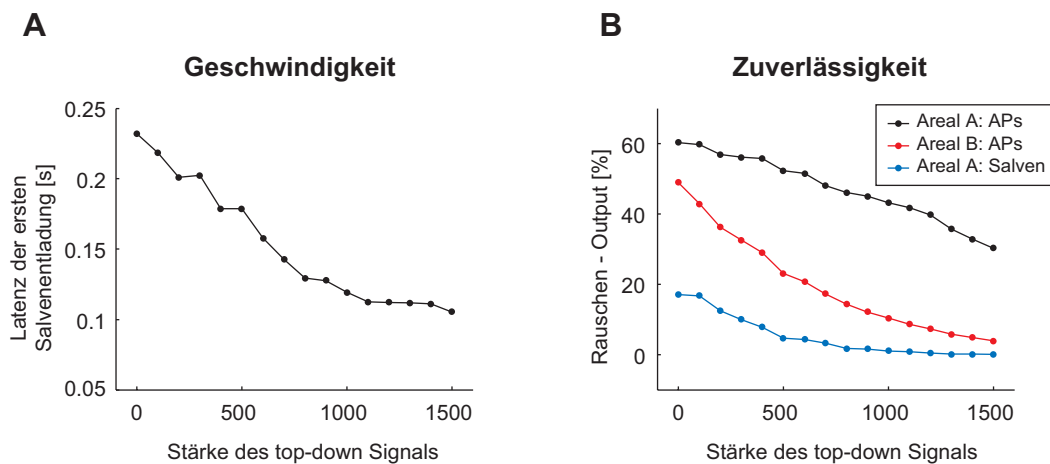 A
Geschwindigkeit
0.25
0.2
0.15
0.1
0.05
Latenz der ersten
Salvenentladung [s]
0
500
1000
1500
Stärke des top-down Signals
B
Zuverlässigkeit
Areal A: APs
Areal B: APs
Areal A: Salven
60
40
20
0
Rauschen - Output [%]
0
500
1000
1500
Stärke des top-down Signals